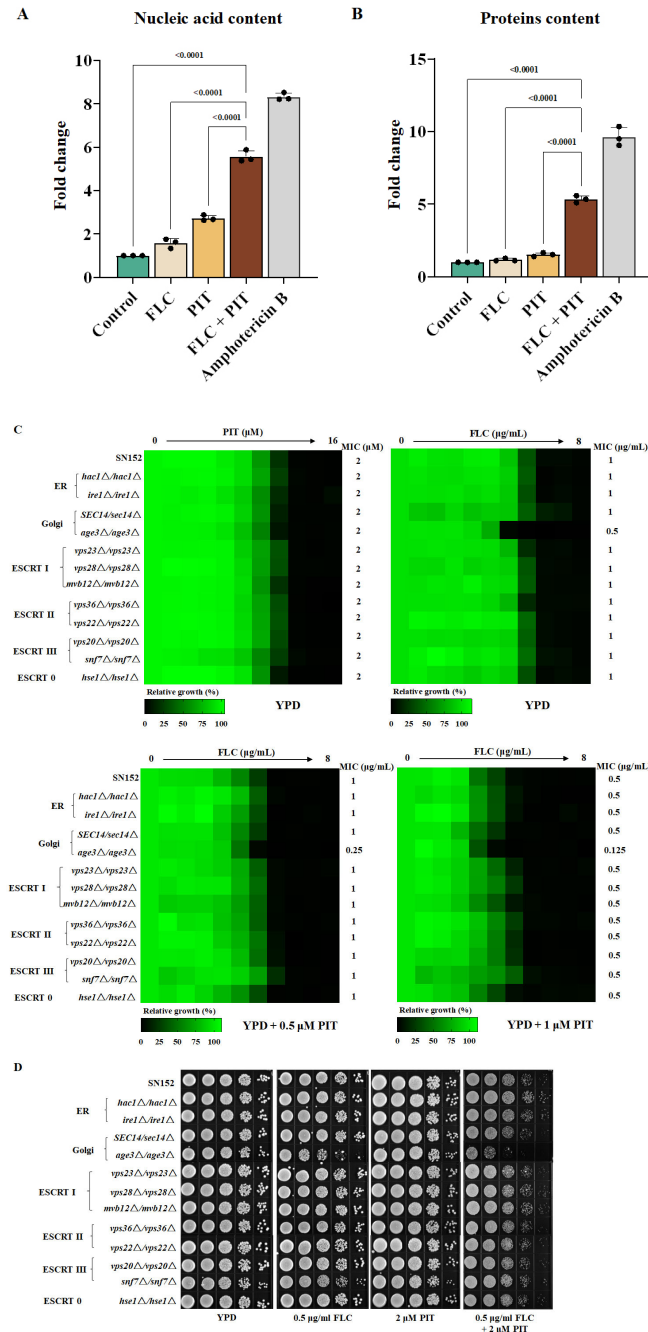 A
Nucleic acid content
Fold change
10
8
6
4
2
0
<0.0001
<0.0001
<0.0001
Control
FLC
PIT
FLC + PIT
Amphotericin B
B
Proteins content
Fold change
15
10
5
0
<0.0001
<0.0001
<0.0001
Control
FLC
PIT
FLC + PIT
Amphotericin B
C
PIT (μM)
0 16
MIC (μM)
SN152 2
ER
hac1△/hac1△ 2
ire1△/ire1△ 2
Golgi
SEC14/sec14△ 2
age3△/age3△ 2
ESCRT I
vps23△/vps23△ 2
vps28△/vps28△ 2
mvb12△/mvb12△ 2
ESCRT II
vps36△/vps36△ 2
vps22△/vps22△ 2
ESCRT III
vps20△/vps20△ 2
snf7△/snf7△ 2
ESCRT 0 hse1△/hse1△ 2
Relative growth (%)
0 25 50 75 100
YPD
FLC (μg/mL)
0 8
MIC (μg/mL)
1
1
1
1
0.5
1
1
1
1
1
1
1
1
Relative growth (%)
0 25 50 75 100
YPD
FLC (μg/mL)
0 8
MIC (μg/mL)
SN152 1
ER
hac1△/hac1△ 1
ire1△/ire1△ 1
Golgi
SEC14/sec14△ 1
age3△/age3△ 0.25
ESCRT I
vps23△/vps23△ 1
vps28△/vps28△ 1
mvb12△/mvb12△ 1
ESCRT II
vps36△/vps36△ 1
vps22△/vps22△ 1
ESCRT III
vps20△/vps20△ 1
snf7△/snf7△ 1
ESCRT 0 hse1△/hse1△ 1
Relative growth (%)
0 25 50 75 100
YPD + 0.5 μM PIT
FLC (μg/mL)
0 8
MIC (μg/mL)
0.5
0.5
0.5
0.5
0.125
0.5
0.5
0.5
0.5
0.5
0.5
0.5
0.5
Relative growth (%)
0 25 50 75 100
YPD + 1 μM PIT
D
SN152
ER
hac1△/hac1△
ire1△/ire1△
Golgi
SEC14/sec14△
age3△/age3△
ESCRT I
vps23△/vps23△
vps28△/vps28△
mvb12△/mvb12△
ESCRT II
vps36△/vps36△
vps22△/vps22△
ESCRT III
vps20△/vps20△
snf7△/snf7△
ESCRT 0 hse1△/hse1△
YPD
0.5 μg/ml FLC
2 μM PIT
0.5 μg/ml FLC
+ 2 μM PIT